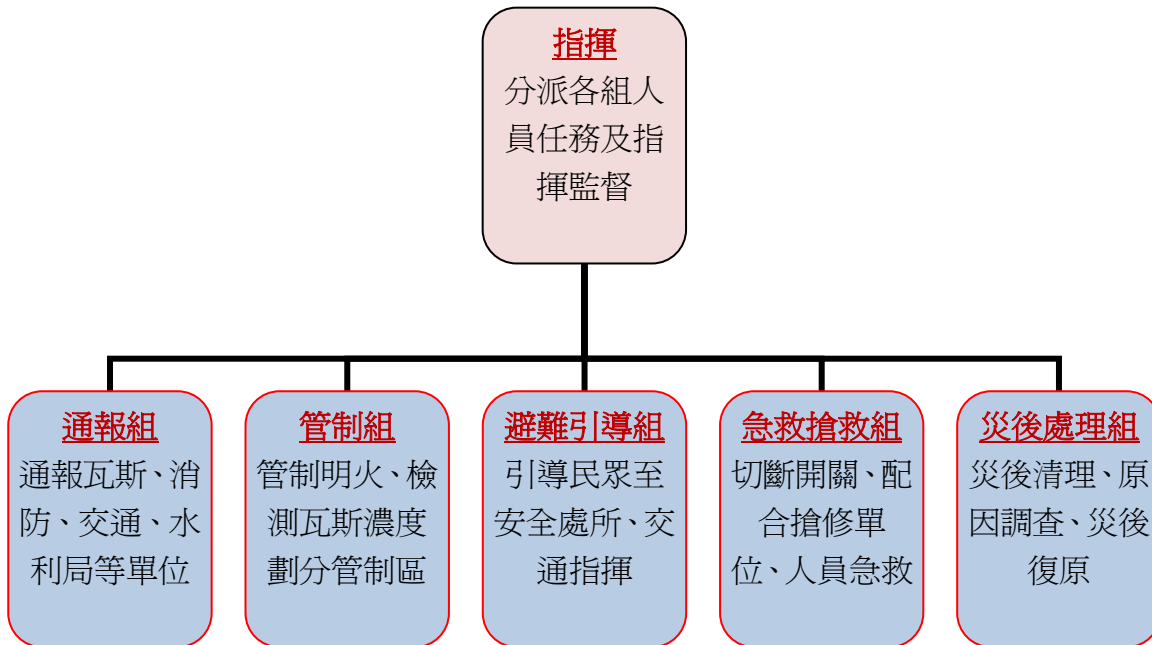 指揮
分派各組人
員任務及指
揮監督
通報組
通報瓦斯、消
防、交通、水
利局等單位
管制組
管制明火、檢
測瓦斯濃度
劃分管制區
避難引導組
引導民眾至
安全處所、交
通指揮
急救搶救組
切斷開關、配
合搶修單
位、人員急救
災後處理組
災後清理、原
因調查、災後
復原